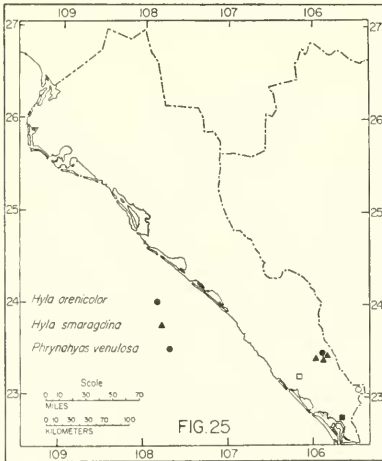 109 108 107 106
27 27
26 26
25 25
24 24
23 23
Hyla arenicolor
Hyla smaragdina
Phrynohyas venulosa
Scale
0 10 30 50 70
MILES
0 10 30 50 70 100
KILOMETERS
FIG.25
109 108 107 106